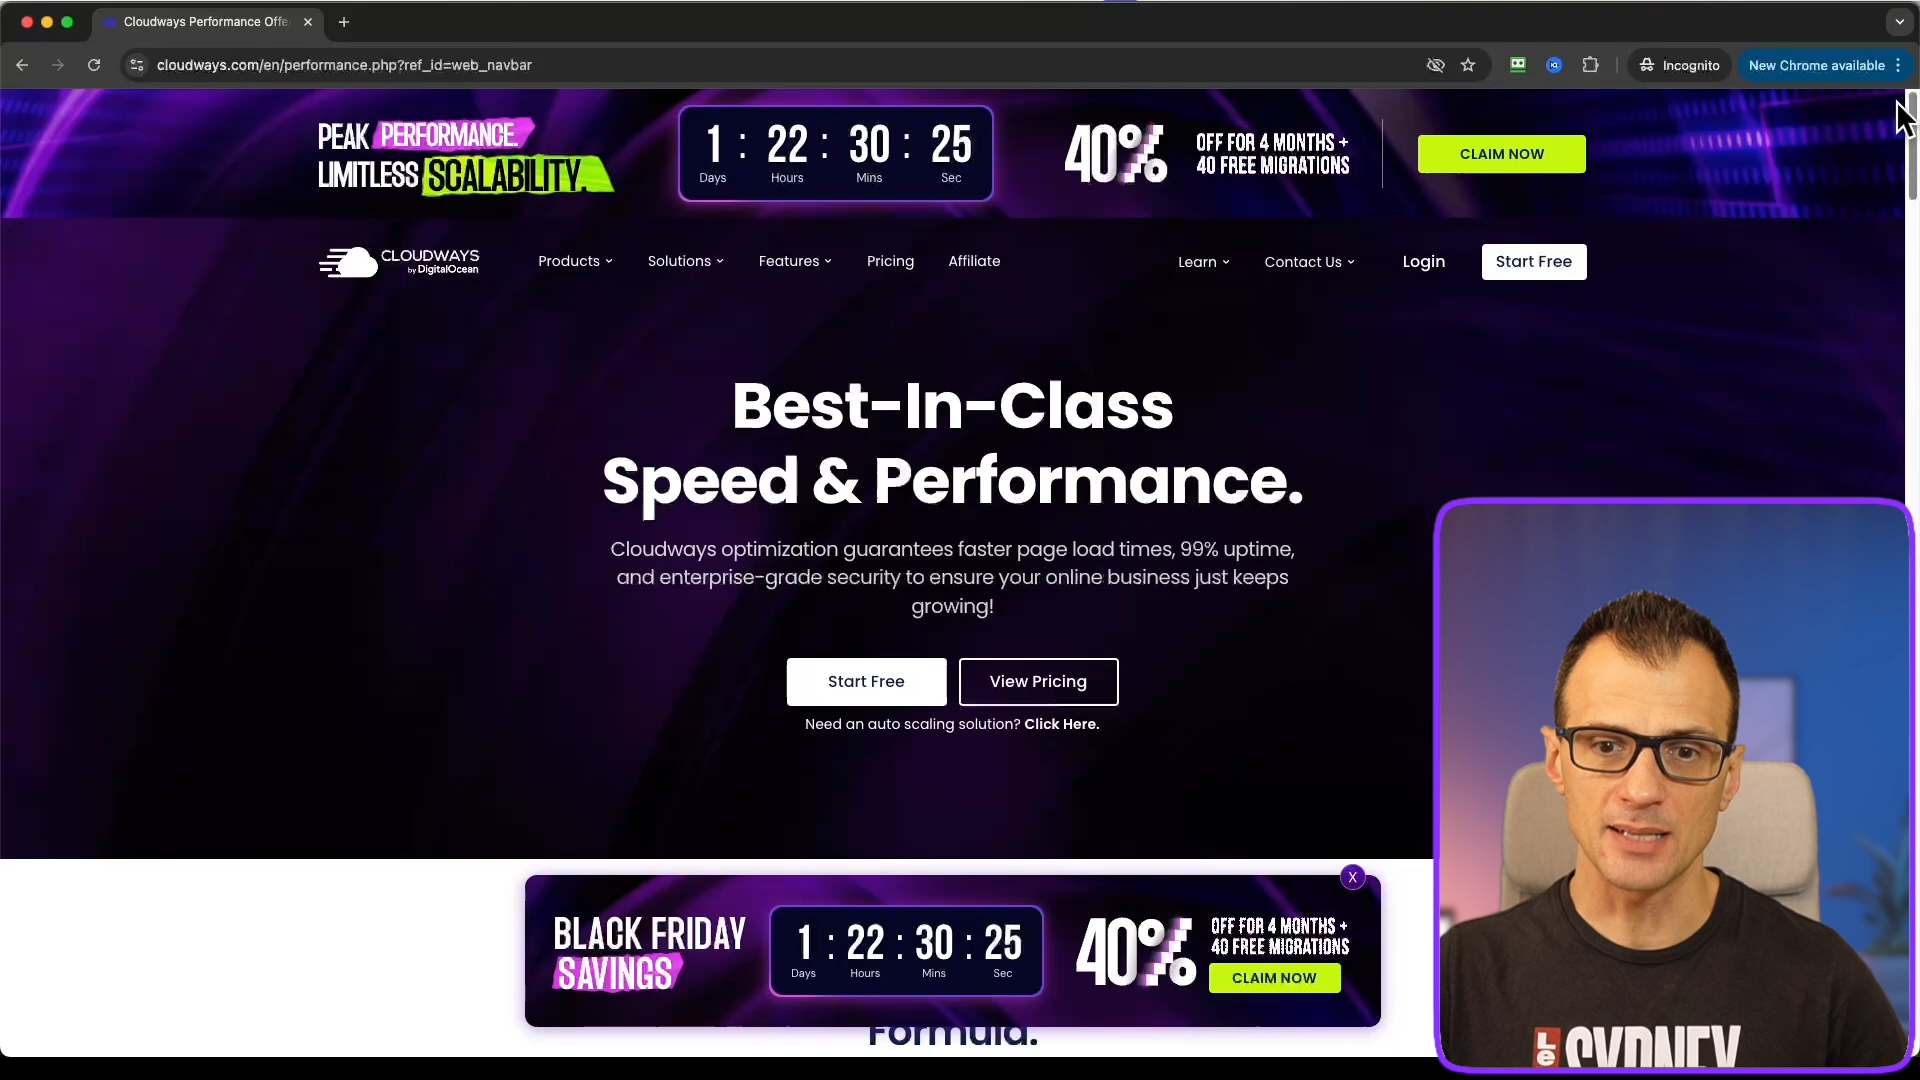 Cloudways Performance Offe
cloudways.com/en/performance.php?ref_id=web_navbar
Incognito
New Chrome available
PEAK PERFORMANCE.
LIMITLESS SCALABILITY.
1 : 22 : 30 : 25
Days Hours Mins Sec
40%
OFF FOR 4 MONTHS +
40 FREE MIGRATIONS
CLAIM NOW
CLOUDWAYS
by DigitalOcean
Products
Solutions
Features
Pricing
Affiliate
Learn
Contact Us
Login
Start Free
Best-In-Class
Speed & Performance.
Cloudways optimization guarantees faster page load times, 99% uptime,
and enterprise-grade security to ensure your online business just keeps
growing!
Start Free
View Pricing
Need an auto scaling solution? Click Here.
X
BLACK FRIDAY
SAVINGS
1 : 22 : 30 : 25
Days Hours Mins Sec
40%
OFF FOR 4 MONTHS +
40 FREE MIGRATIONS
CLAIM NOW
Formula.
Le SYDNEY